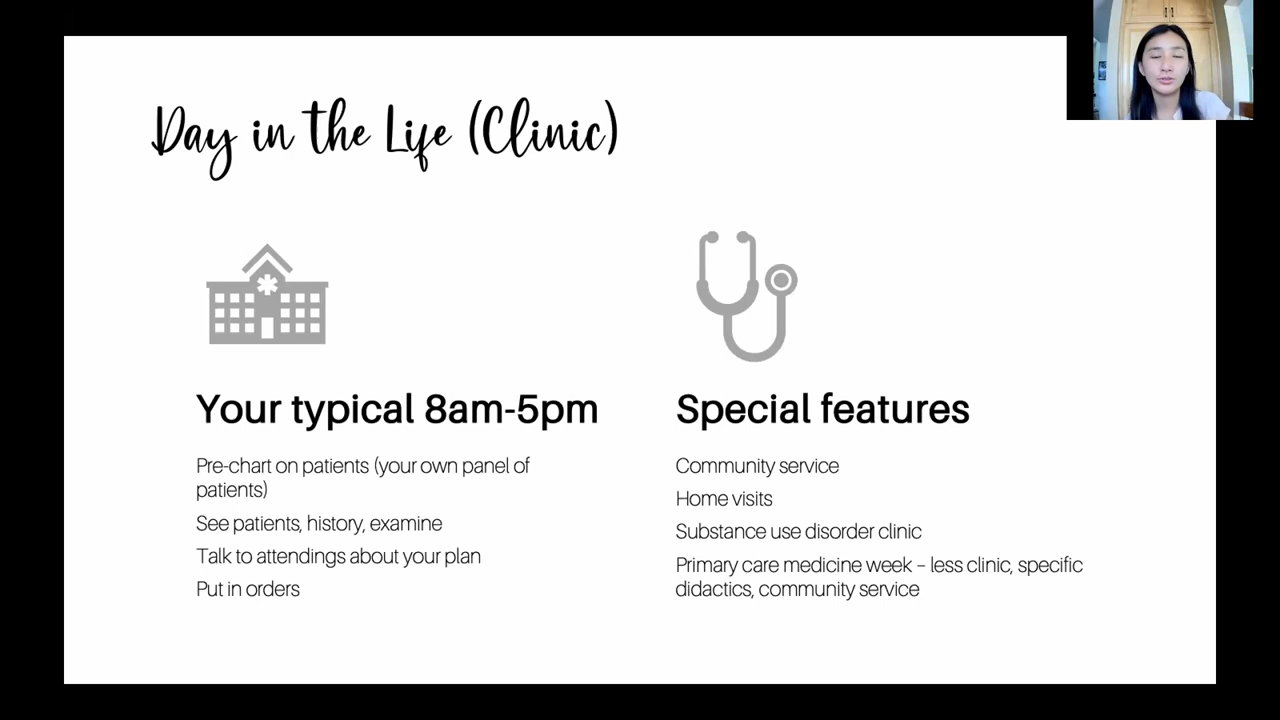 Day in the Life (Clinic)
Your typical 8am-5pm
Pre-chart on patients (your own panel of
patients)
See patients, history, examine
Talk to attendings about your plan
Put in orders
Special features
Community service
Home visits
Substance use disorder clinic
Primary care medicine week – less clinic, specific
didactics, community service